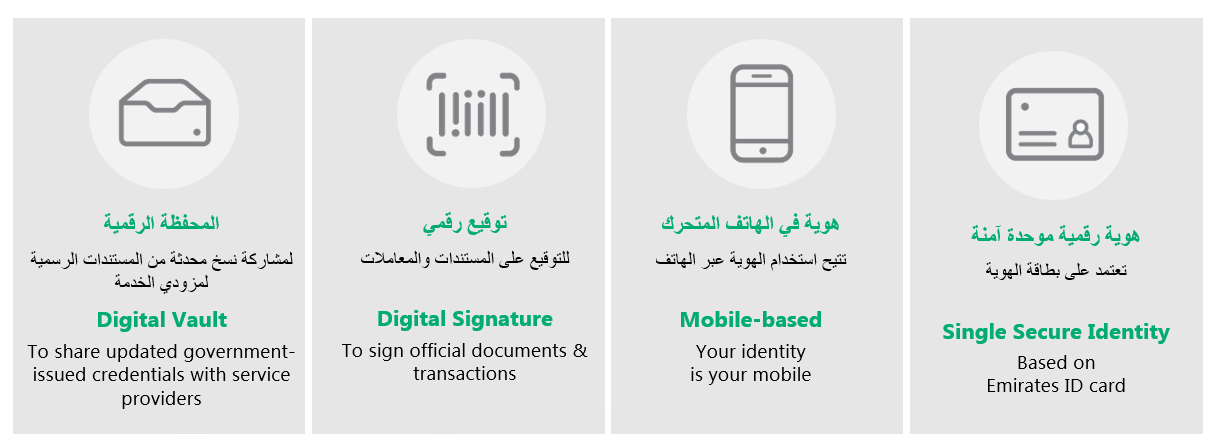 المحفظة الرقمية
لمشاركة نسخ محدثة من المستندات الرسمية
لمزودي الخدمة
Digital Vault
To share updated government-
issued credentials with service
providers
توقيع رقمي
للتوقيع على المستندات والمعاملات
Digital Signature
To sign official documents &
transactions
هوية في الهاتف المتحرك
تتيح استخدام الهوية عبر الهاتف
Mobile-based
Your identity
is your mobile
هوية رقمية موحدة آمنة
تعتمد على بطاقة الهوية
Single Secure Identity
Based on
Emirates ID card